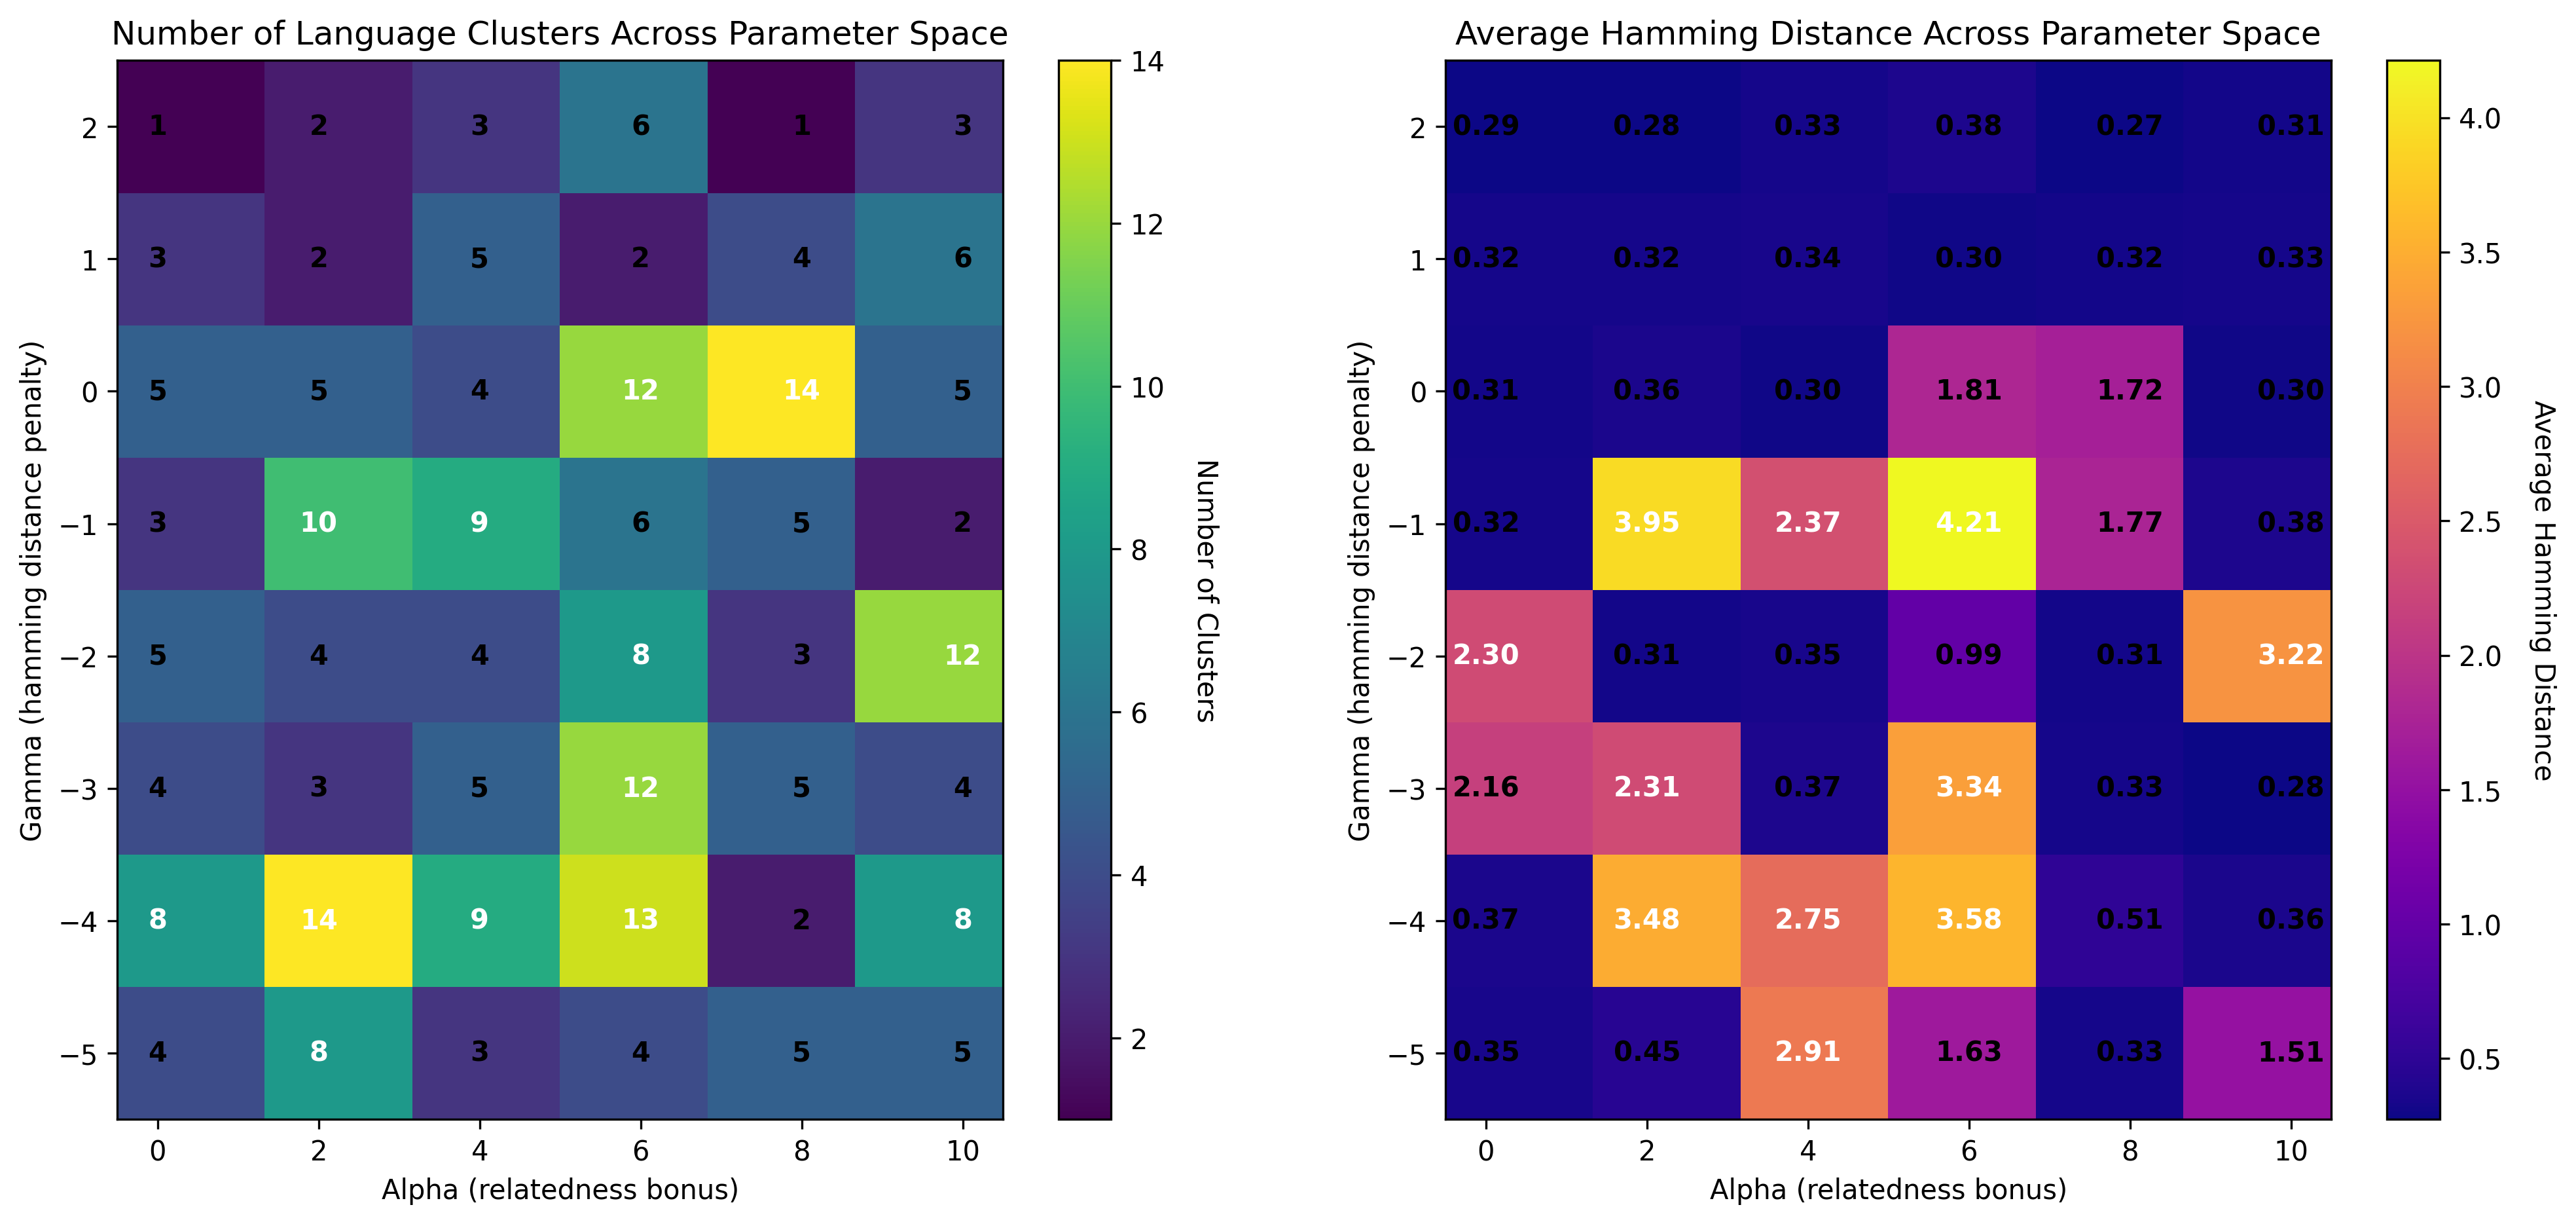 Number of Language Clusters Across Parameter Space
2 1 2 3 6 1 3
1 3 2 5 2 4 6
0 5 5 4 12 14 5
−1 3 10 9 6 5 2
−2 5 4 4 8 3 12
−3 4 3 5 12 5 4
−4 8 14 9 13 2 8
−5 4 8 3 4 5 5
0 2 4 6 8 10
Alpha (relatedness bonus)
Gamma (hamming distance penalty)
14
12
10
8
6
4
2
Number of Clusters
Average Hamming Distance Across Parameter Space
2 0.29 0.28 0.33 0.38 0.27 0.31
1 0.32 0.32 0.34 0.30 0.32 0.33
0 0.31 0.36 0.30 1.81 1.72 0.30
−1 0.32 3.95 2.37 4.21 1.77 0.38
−2 2.30 0.31 0.35 0.99 0.31 3.22
−3 2.16 2.31 0.37 3.34 0.33 0.28
−4 0.37 3.48 2.75 3.58 0.51 0.36
−5 0.35 0.45 2.91 1.63 0.33 1.51
0 2 4 6 8 10
Alpha (relatedness bonus)
Gamma (hamming distance penalty)
4.0
3.5
3.0
2.5
2.0
1.5
1.0
0.5
Average Hamming Distance